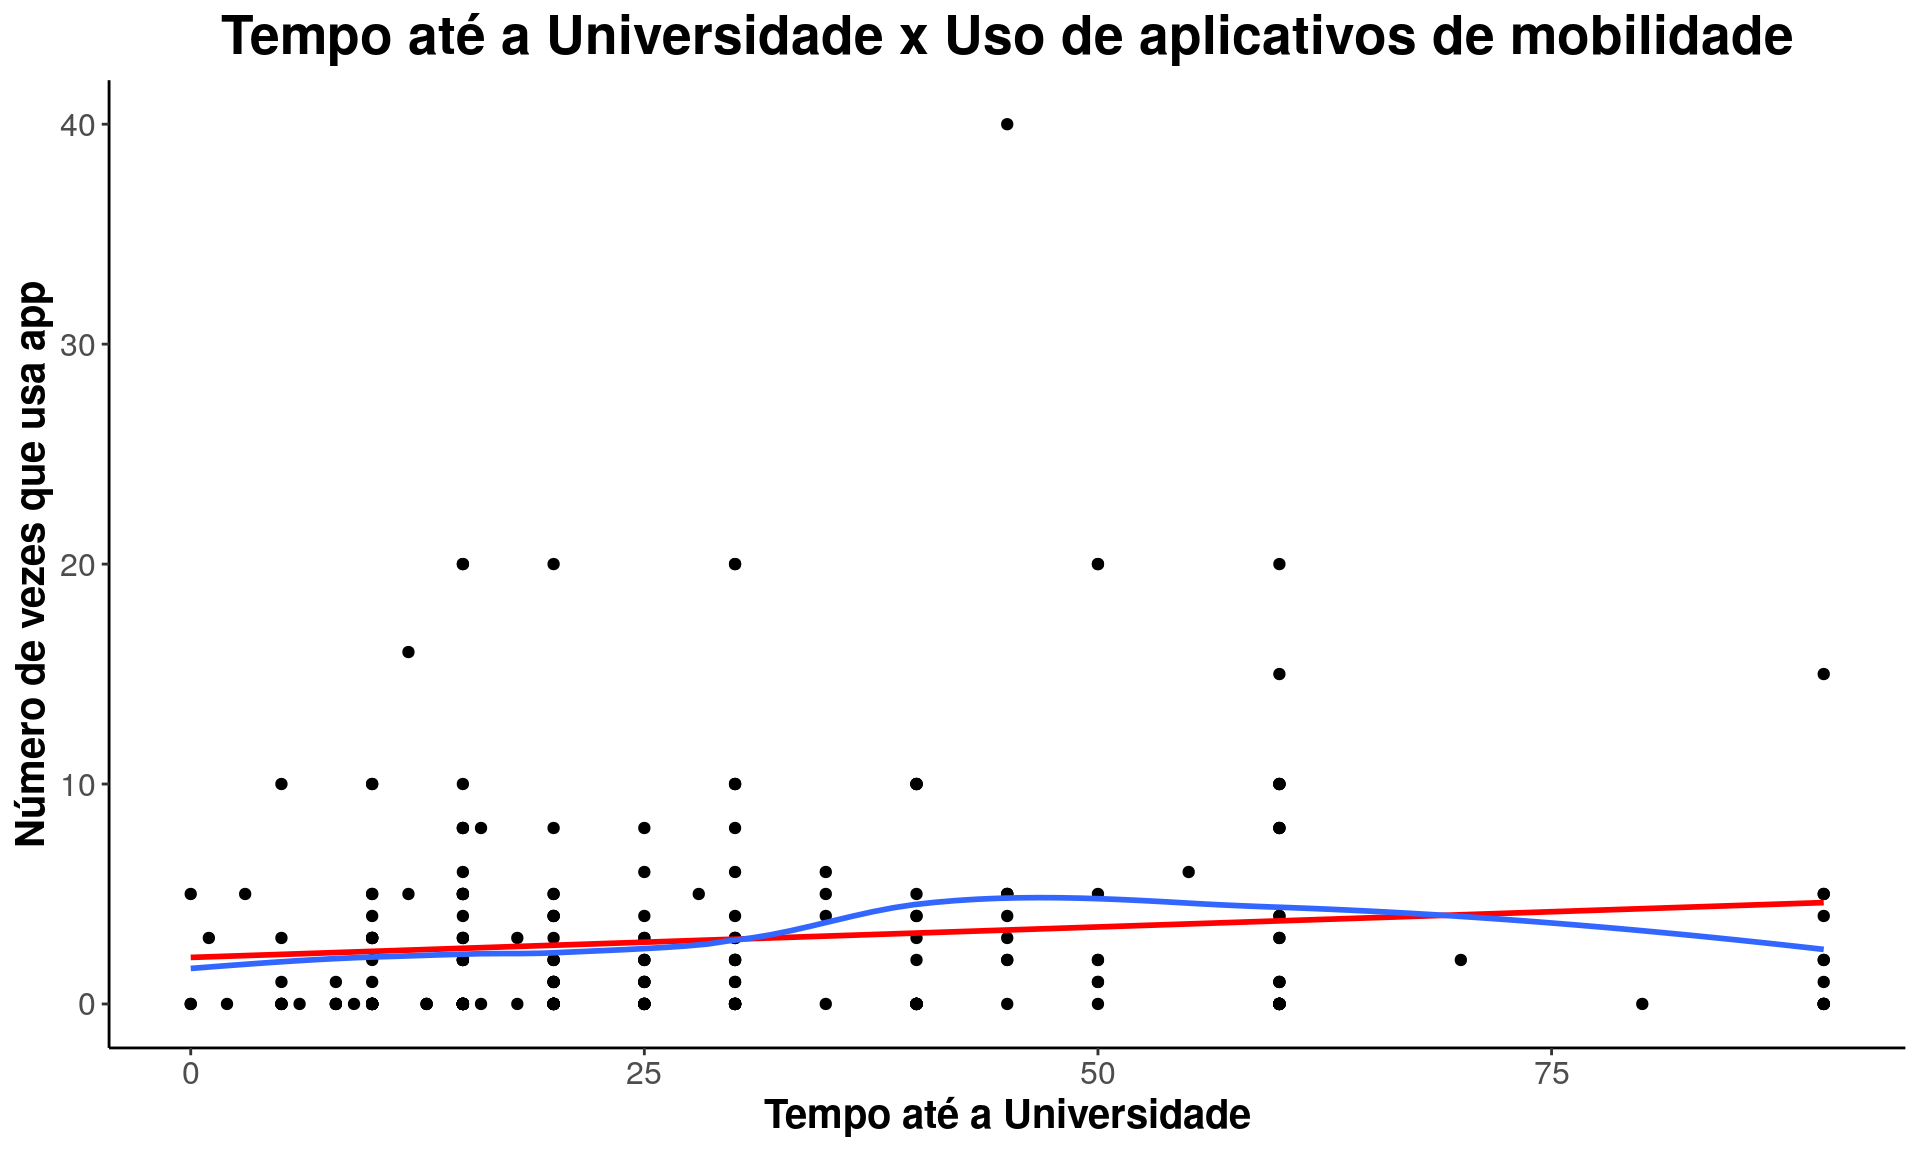 Tempo até a Universidade x Uso de aplicativos de mobilidade
Número de vezes que usa app
40
30
20
10
0
0 25 50 75
Tempo até a Universidade